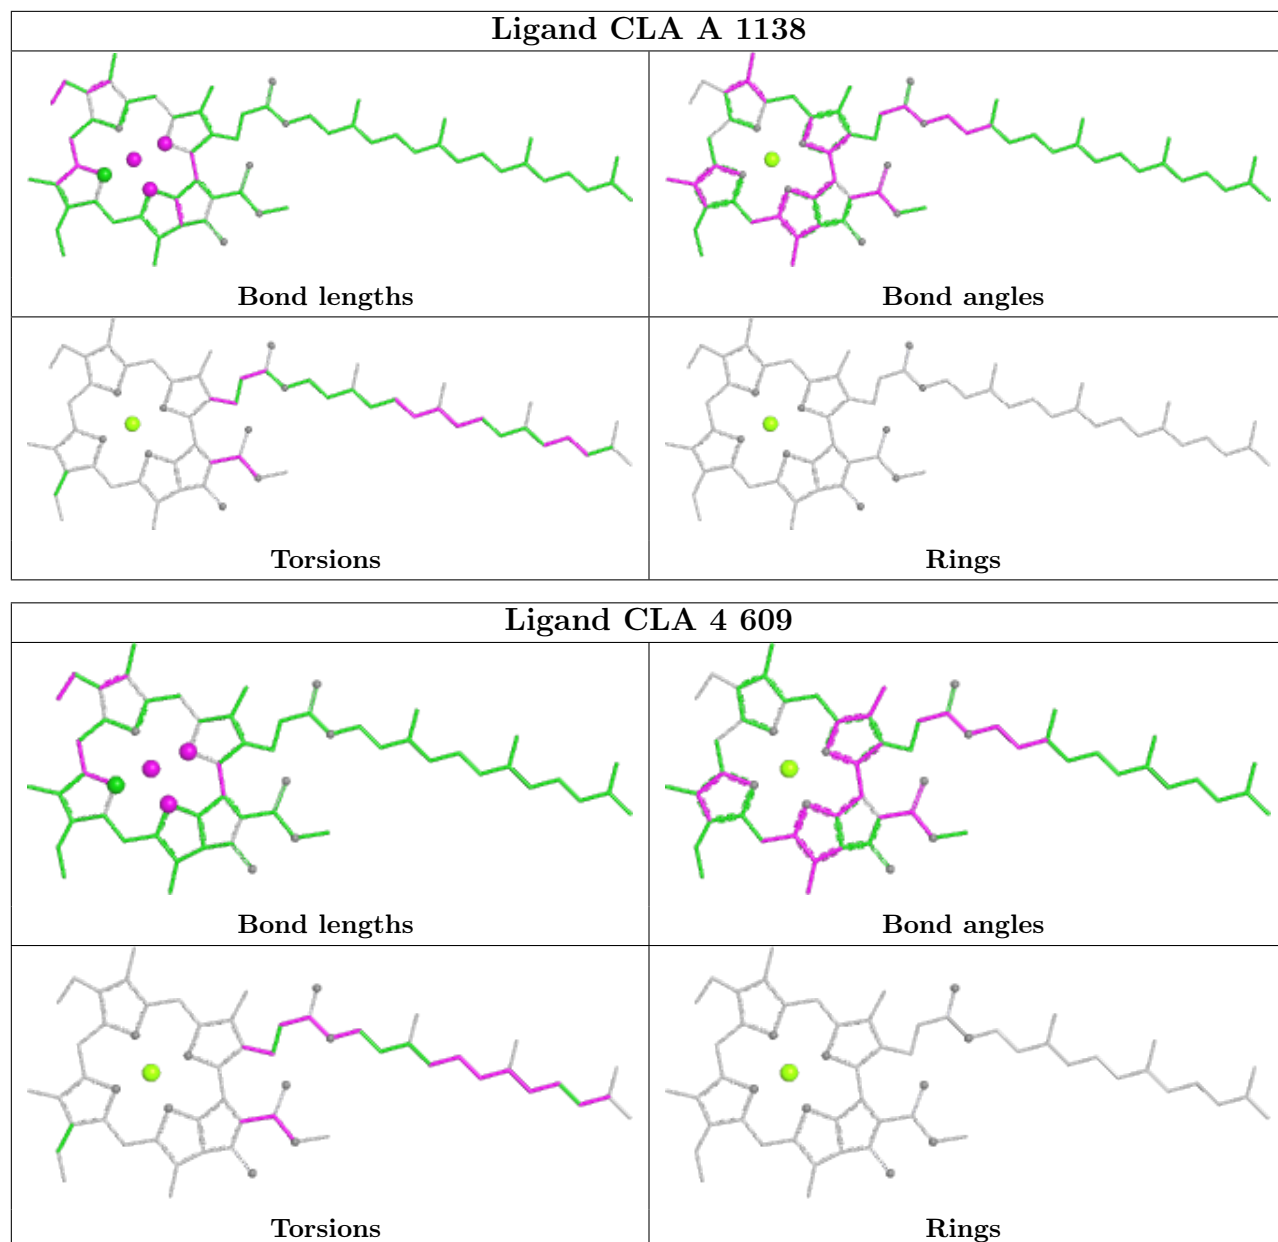 Ligand CLA A 1138
Bond lengths
Bond angles
Torsions
Rings
Ligand CLA 4 609
Bond lengths
Bond angles
Torsions
Rings